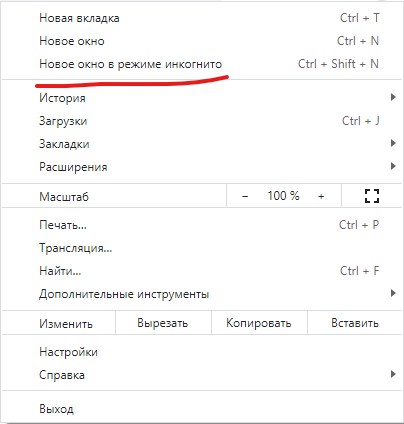 Новая вкладка Ctrl + T
Новое окно Ctrl + N
Новое окно в режиме инкогнито Ctrl + Shift + N
История
Загрузки Ctrl + J
Закладки
Расширения
Масштаб − 100 % +
Печать... Ctrl + P
Трансляция...
Найти... Ctrl + F
Дополнительные инструменты
Изменить Вырезать Копировать Вставить
Настройки
Справка
Выход